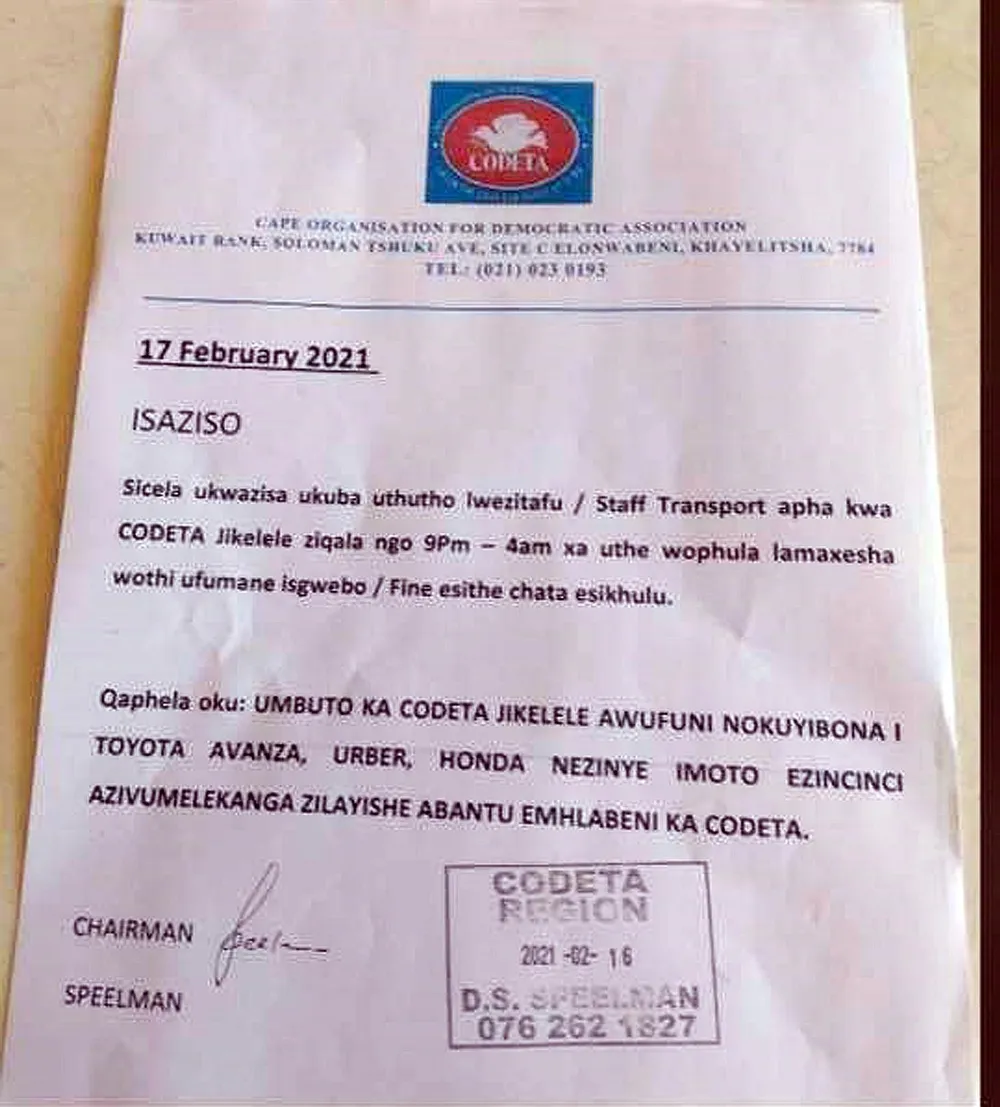 CODETA
CAPE ORGANISATION FOR DEMOCRATIC ASSOCIATION
KUWAIT RANK, SOLOMAN TSHUKU AVE, SITE C ELONWABENI, KHAYELITSHA, 7784
TEL: (021) 023 0193
17 February 2021
ISAZISO
Sicela ukwazisa ukuba uthutho lwezitafu / Staff Transport apha kwa
CODETA Jikelele ziqala ngo 9Pm – 4am xa uthe wophula lamaxesha
wothi ufumane isgwebo / Fine esithe chata esikhulu.
Qaphela oku: UMBUTO KA CODETA JIKELELE AWUFUNI NOKUYIBONA I
TOYOTA AVANZA, URBER, HONDA NEZINYE IMOTO EZINCINCI
AZIVUMELEKANGA ZILAYISHE ABANTU EMHLABENI KA CODETA.
CHAIRMAN
SPEELMAN
CODETA
REGION
2021 -02- 16
D.S. SPEELMAN
076 262 1827